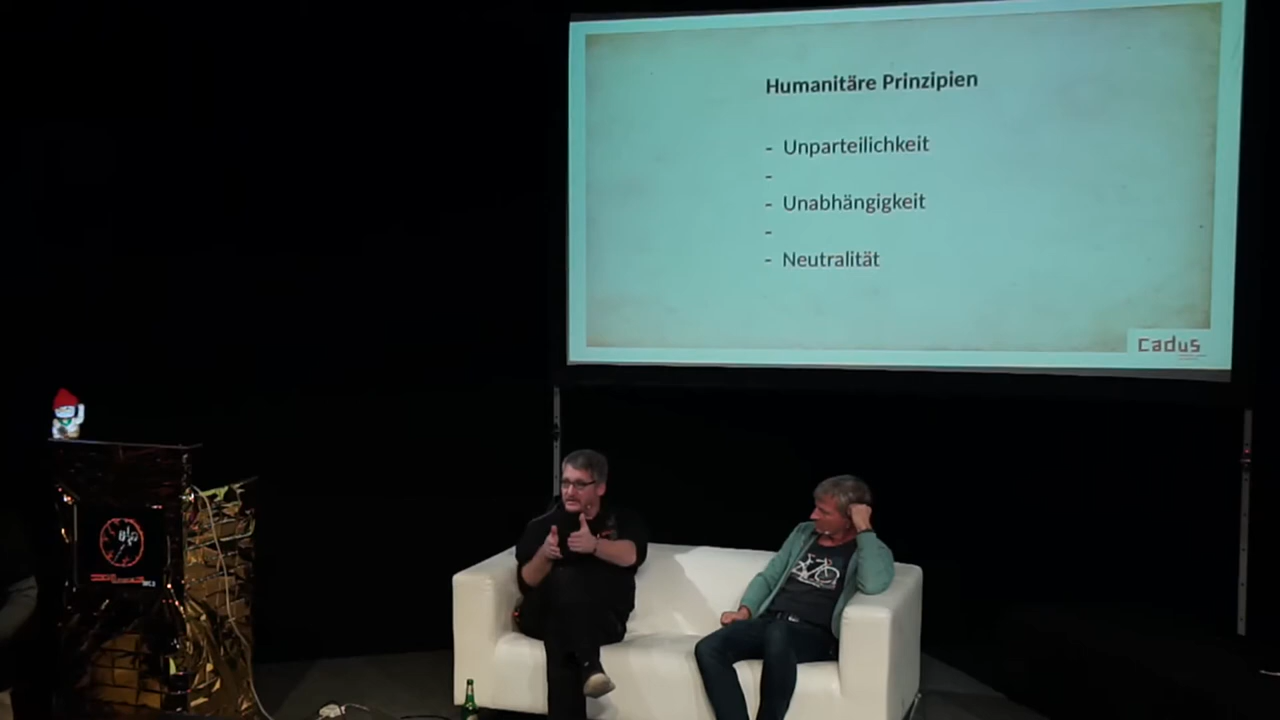 Humanitäre Prinzipien
- Unparteilichkeit
-
- Unabhängigkeit
-
- Neutralität
cadus